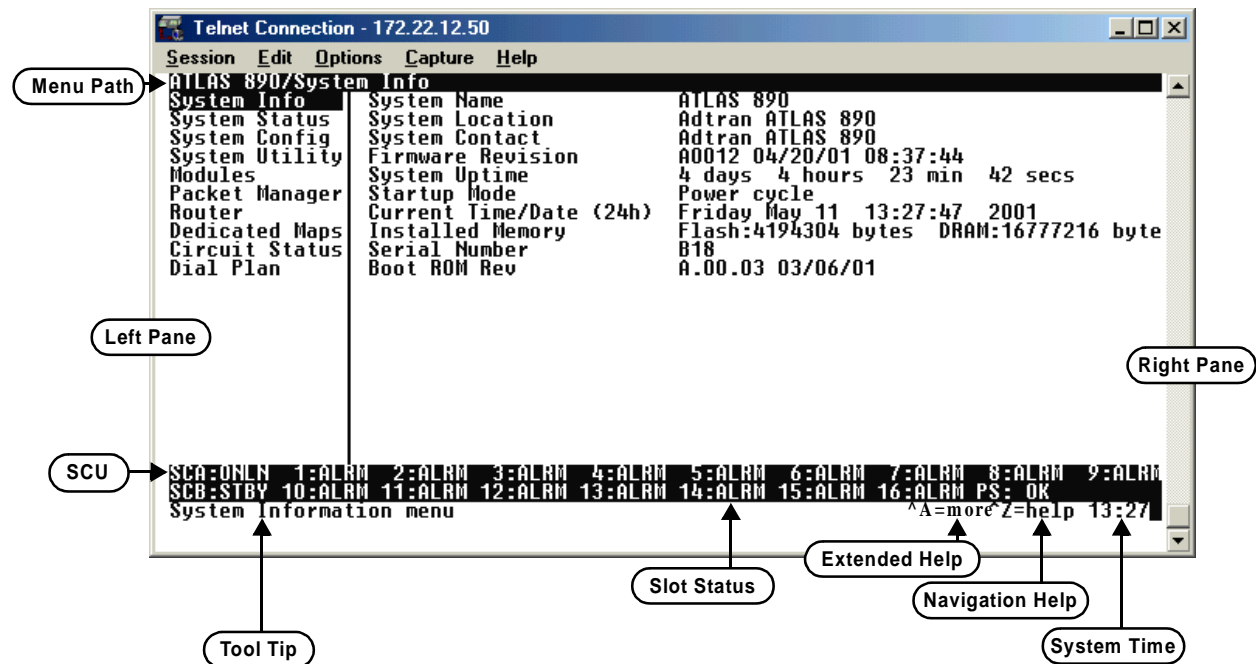 Telnet Connection - 172.22.12.50
Session Edit Options Capture Help
Menu Path
ATLAS 890/System Info
System Info System Name ATLAS 890
System Status System Location Adtran ATLAS 890
System Config System Contact Adtran ATLAS 890
System Utility Firmware Revision A0012 04/20/01 08:37:44
Modules System Uptime 4 days 4 hours 23 min 42 secs
Packet Manager Startup Mode Power cycle
Router Current Time/Date (24h) Friday May 11 13:27:47 2001
Dedicated Maps Installed Memory Flash:4194304 bytes DRAM:16777216 byte
Circuit Status Serial Number B18
Dial Plan Boot ROM Rev A.00.03 03/06/01
Left Pane
Right Pane
SCU
SCA:ONLN 1:ALRM 2:ALRM 3:ALRM 4:ALRM 5:ALRM 6:ALRM 7:ALRM 8:ALRM 9:ALRM
SCB:STBY 10:ALRM 11:ALRM 12:ALRM 13:ALRM 14:ALRM 15:ALRM 16:ALRM PS: OK
System Information menu ^A=more ^Z=help 13:27
Extended Help
Slot Status
Navigation Help
Tool Tip
System Time